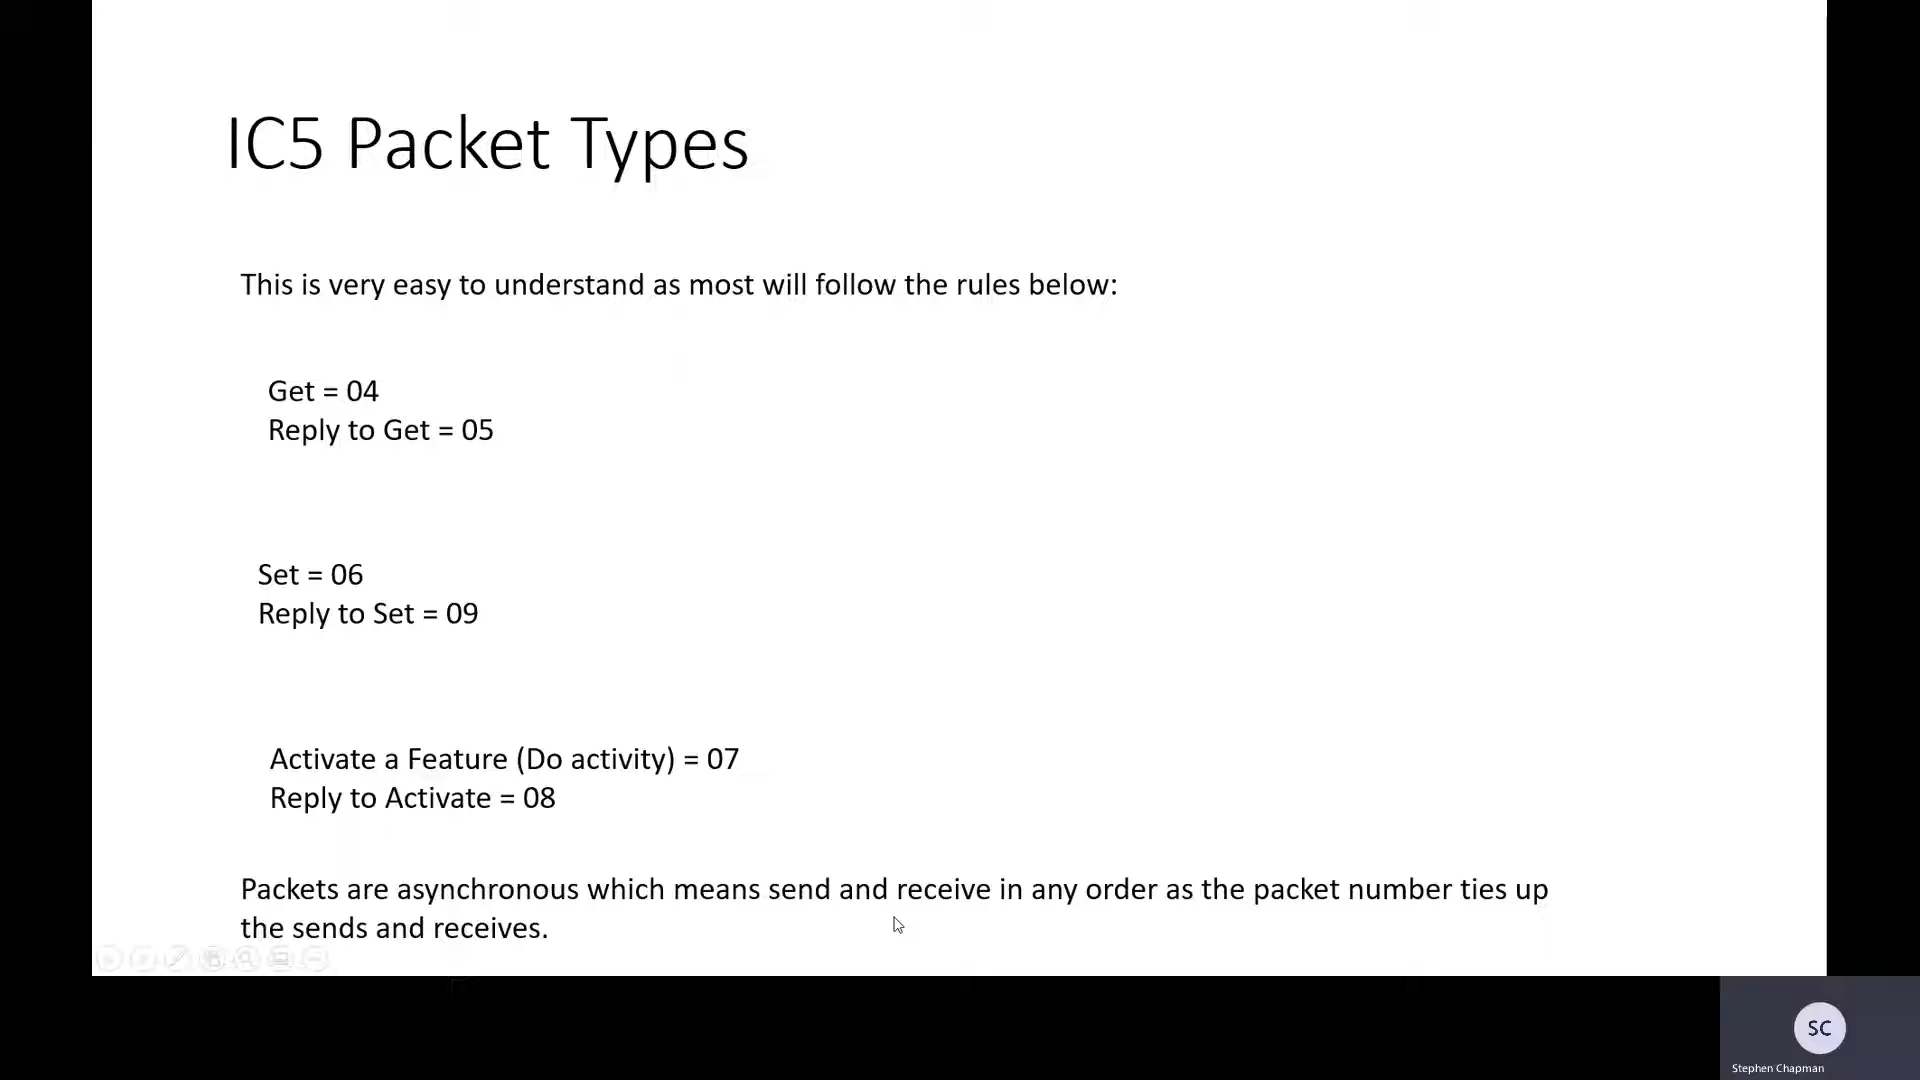 IC5 Packet Types
This is very easy to understand as most will follow the rules below:
Get = 04
Reply to Get = 05
Set = 06
Reply to Set = 09
Activate a Feature (Do activity) = 07
Reply to Activate = 08
Packets are asynchronous which means send and receive in any order as the packet number ties up
the sends and receives.
SC
Stephen Chapman